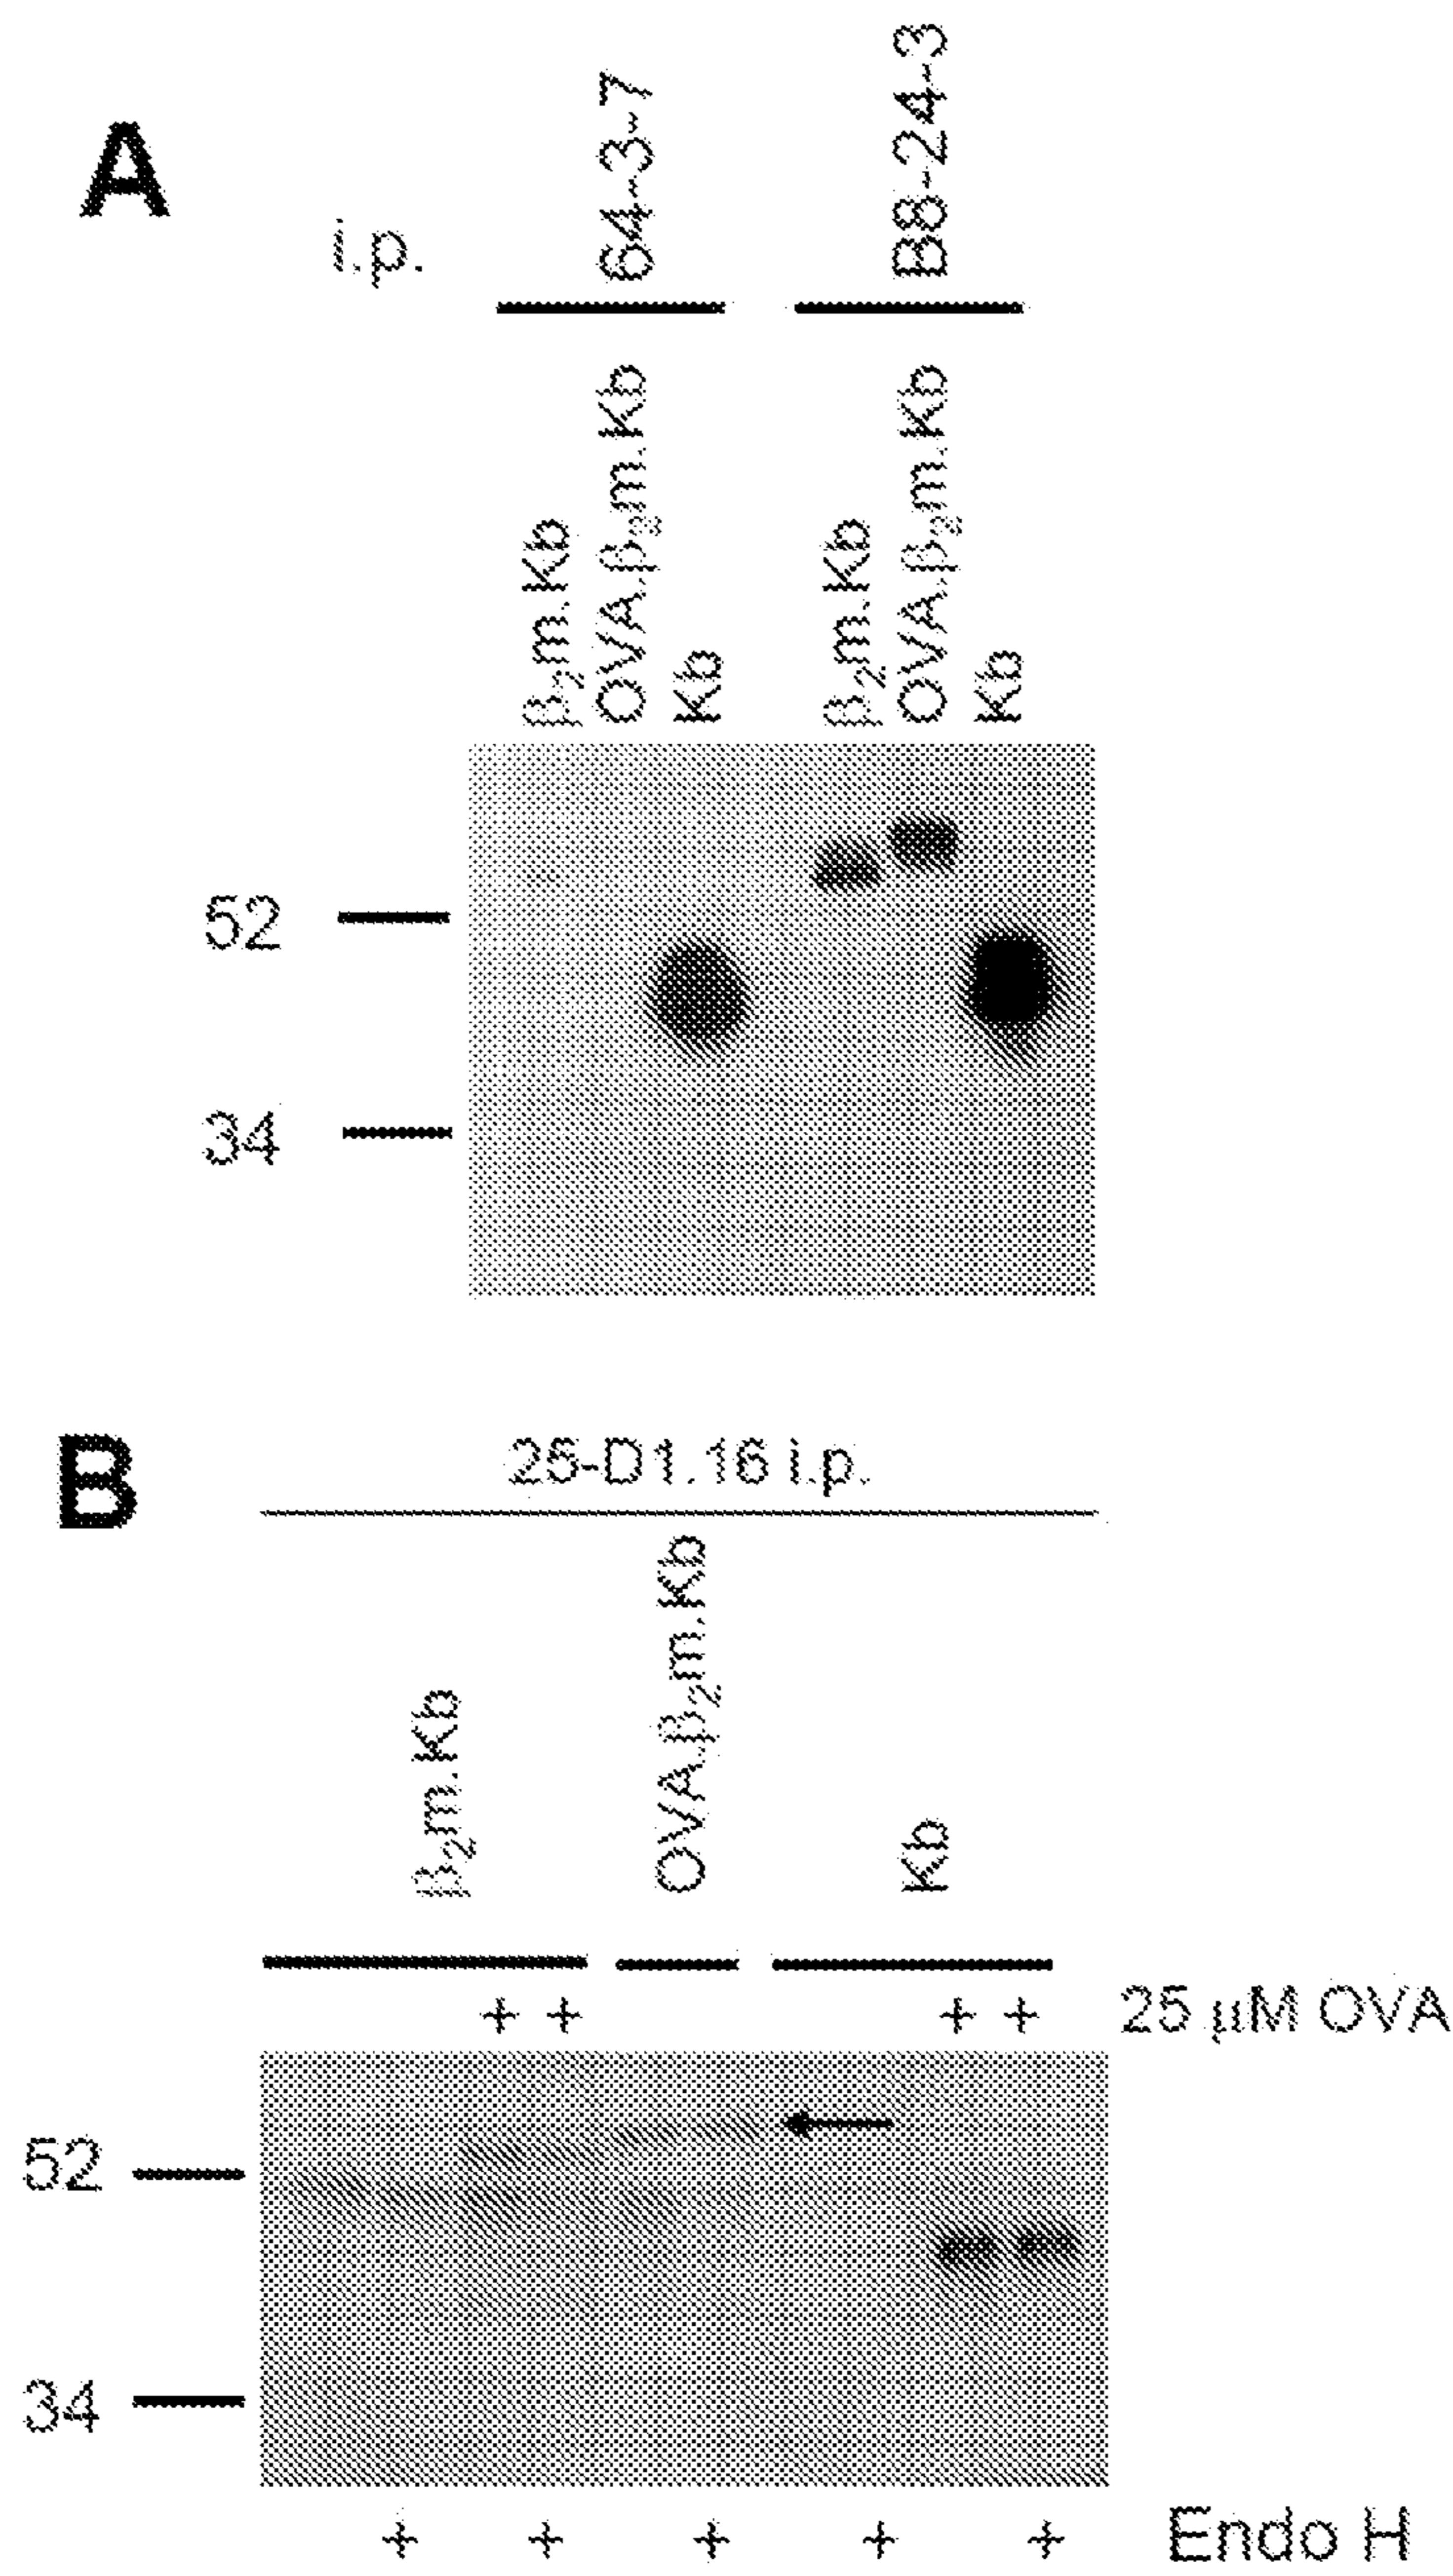 A
i.p.
64-3-7
B8-24-3
β₂m.Kb
OVA.β₂m.Kb
Kb
β₂m.Kb
OVA.β₂m.Kb
Kb
52
34
B
25-D1.16 i.p.
β₂m.Kb
OVA.β₂m.Kb
Kb
+ + + + 25 µM OVA
52
34
+ + + + + Endo H